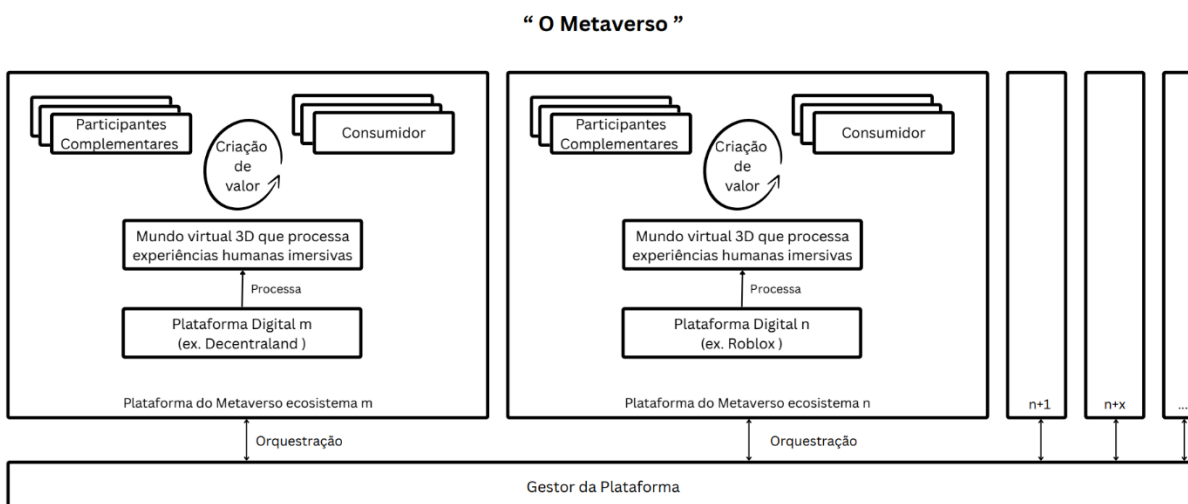 “ O Metaverso ”
Participantes
Complementares
Consumidor
Criação
de
valor
Mundo virtual 3D que processa
experiências humanas imersivas
Processa
Plataforma Digital m
(ex. Decentraland )
Plataforma do Metaverso ecosistema m
Participantes
Complementares
Consumidor
Criação
de
valor
Mundo virtual 3D que processa
experiências humanas imersivas
Processa
Plataforma Digital n
(ex. Roblox )
Plataforma do Metaverso ecosistema n
n+1
n+x
...
Orquestração
Orquestração
Gestor da Plataforma